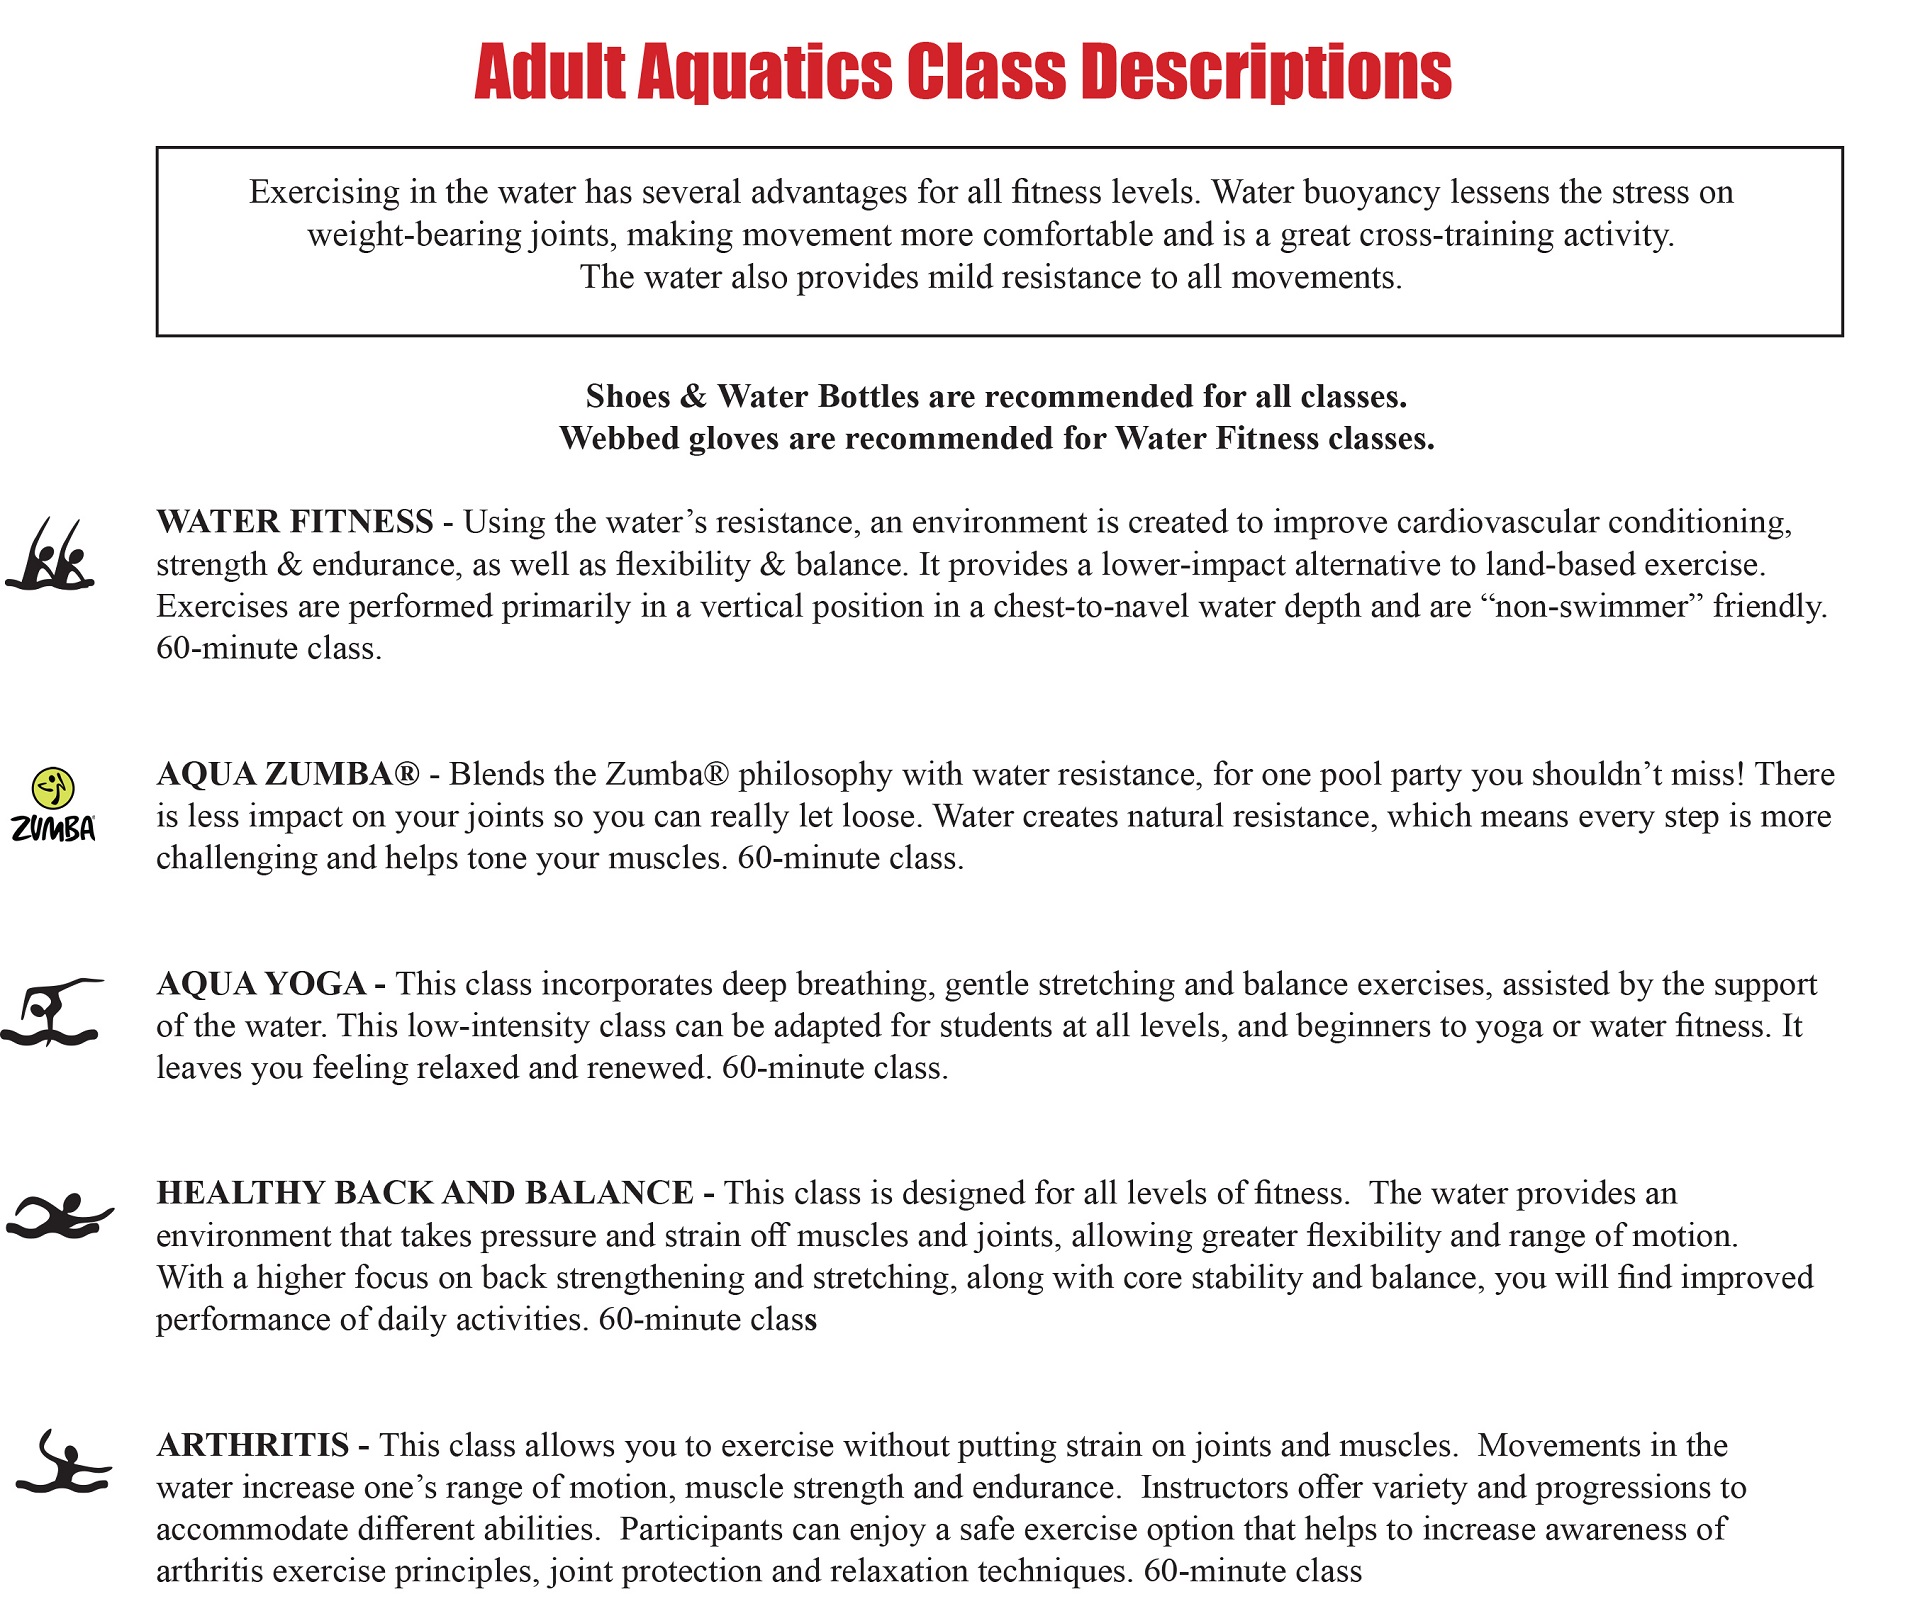 Adult Aquatics Class Descriptions
Exercising in the water has several advantages for all fitness levels. Water buoyancy lessens the stress on
weight-bearing joints, making movement more comfortable and is a great cross-training activity.
The water also provides mild resistance to all movements.
Shoes & Water Bottles are recommended for all classes.
Webbed gloves are recommended for Water Fitness classes.
WATER FITNESS - Using the water’s resistance, an environment is created to improve cardiovascular conditioning,
strength & endurance, as well as flexibility & balance. It provides a lower-impact alternative to land-based exercise.
Exercises are performed primarily in a vertical position in a chest-to-navel water depth and are “non-swimmer” friendly.
60-minute class.
ZUMBA
AQUA ZUMBA® - Blends the Zumba® philosophy with water resistance, for one pool party you shouldn’t miss! There
is less impact on your joints so you can really let loose. Water creates natural resistance, which means every step is more
challenging and helps tone your muscles. 60-minute class.
AQUA YOGA - This class incorporates deep breathing, gentle stretching and balance exercises, assisted by the support
of the water. This low-intensity class can be adapted for students at all levels, and beginners to yoga or water fitness. It
leaves you feeling relaxed and renewed. 60-minute class.
HEALTHY BACK AND BALANCE - This class is designed for all levels of fitness.  The water provides an
environment that takes pressure and strain off muscles and joints, allowing greater flexibility and range of motion.
With a higher focus on back strengthening and stretching, along with core stability and balance, you will find improved
performance of daily activities. 60-minute class
ARTHRITIS - This class allows you to exercise without putting strain on joints and muscles.  Movements in the
water increase one’s range of motion, muscle strength and endurance.  Instructors offer variety and progressions to
accommodate different abilities.  Participants can enjoy a safe exercise option that helps to increase awareness of
arthritis exercise principles, joint protection and relaxation techniques. 60-minute class